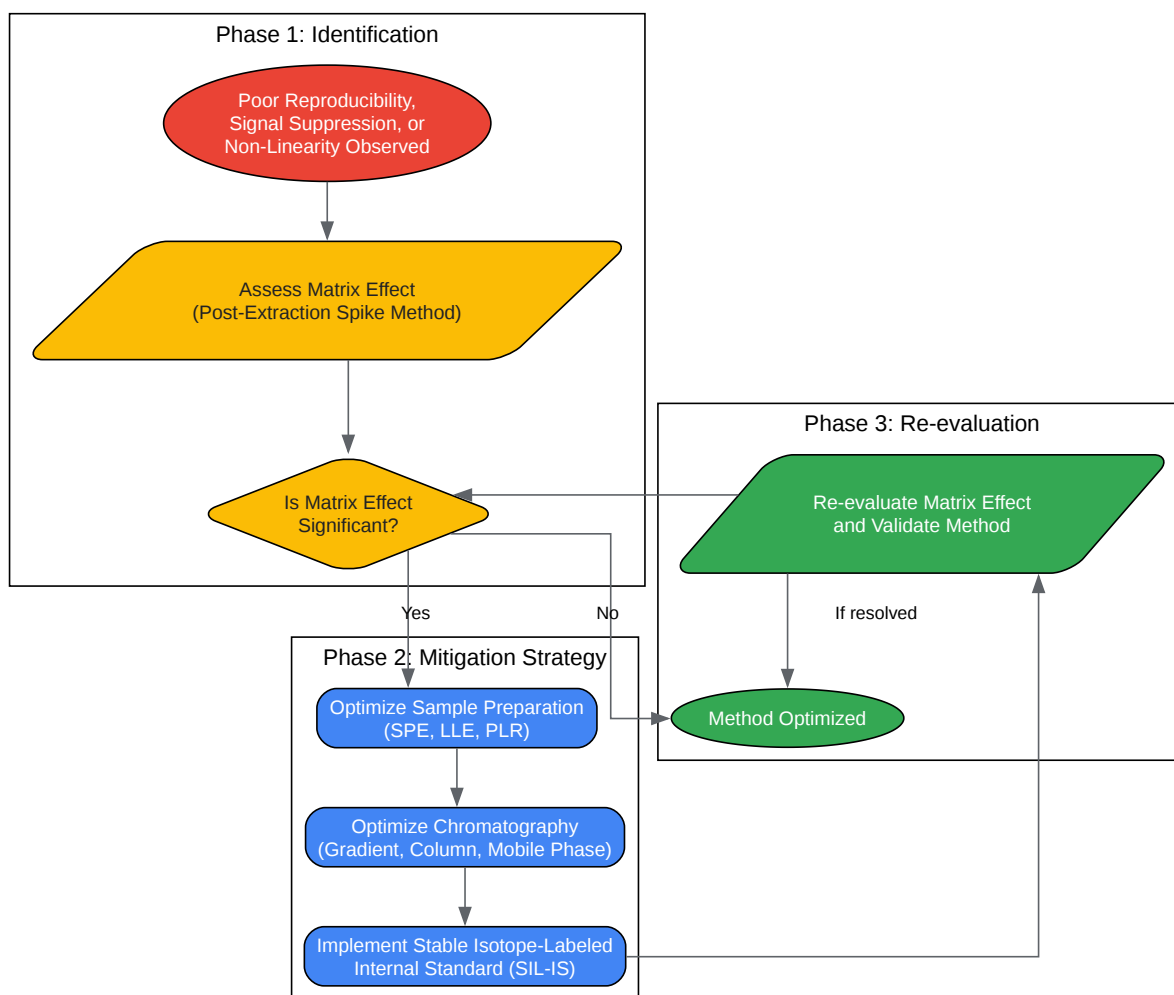 Phase 1: Identification
Poor Reproducibility,
Signal Suppression, or
Non-Linearity Observed
Assess Matrix Effect
(Post-Extraction Spike Method)
Is Matrix Effect
Significant?
Yes
No
Phase 2: Mitigation Strategy
Optimize Sample Preparation
(SPE, LLE, PLR)
Optimize Chromatography
(Gradient, Column, Mobile Phase)
Implement Stable Isotope-Labeled
Internal Standard (SIL-IS)
Phase 3: Re-evaluation
Re-evaluate Matrix Effect
and Validate Method
If resolved
Method Optimized